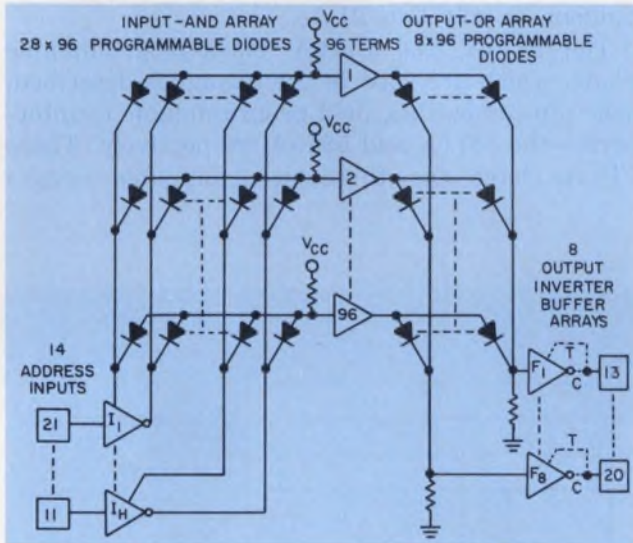 INPUT-AND ARRAY
28 x 96 PROGRAMMABLE DIODES
VCC
96 TERMS
OUTPUT-OR ARRAY
8 x 96 PROGRAMMABLE DIODES
1
VCC
2
VCC
96
14
ADDRESS
INPUTS
8
OUTPUT
INVERTER
BUFFER
ARRAYS
21
I1
F1
T
C
13
11
IH
F8
T
C
20